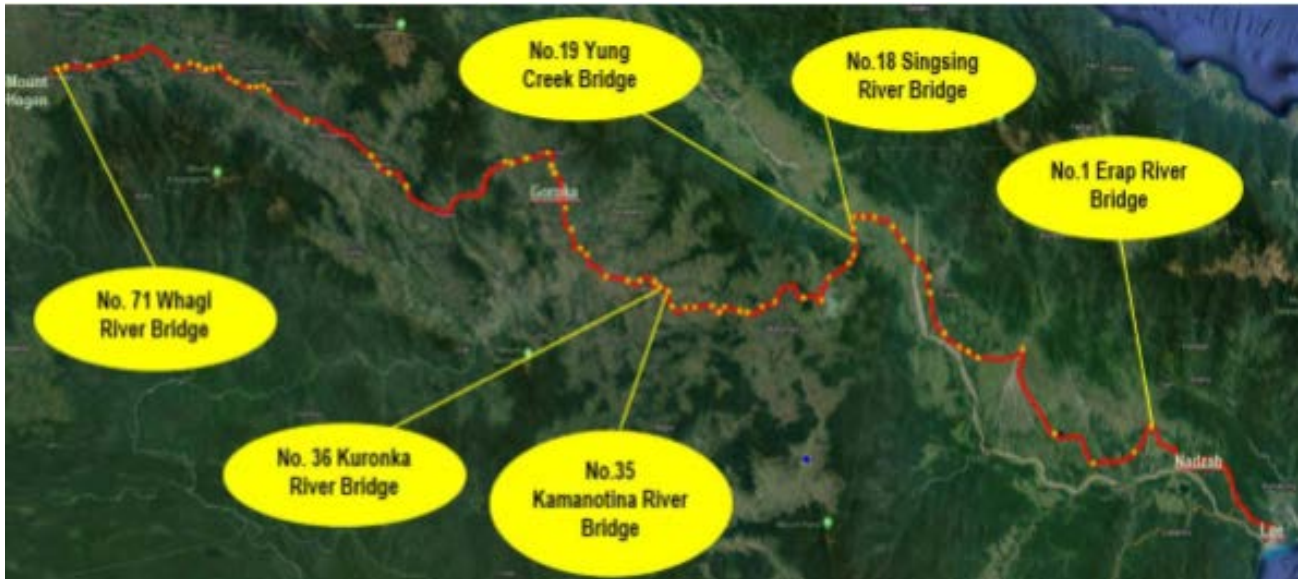 No.19 Yung
Creek Bridge
No.18 Singsing
River Bridge
Mount
Hagen
No.1 Erap River
Bridge
Goroka
No. 71 Whagi
River Bridge
No. 36 Kuronka
River Bridge
No.35
Kamanotina River
Bridge
Nadzab
Lae